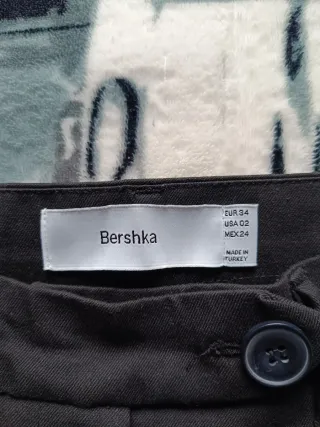 Bershka
EUR 34
USA 02
MEX 24
MADE IN
TURKEY